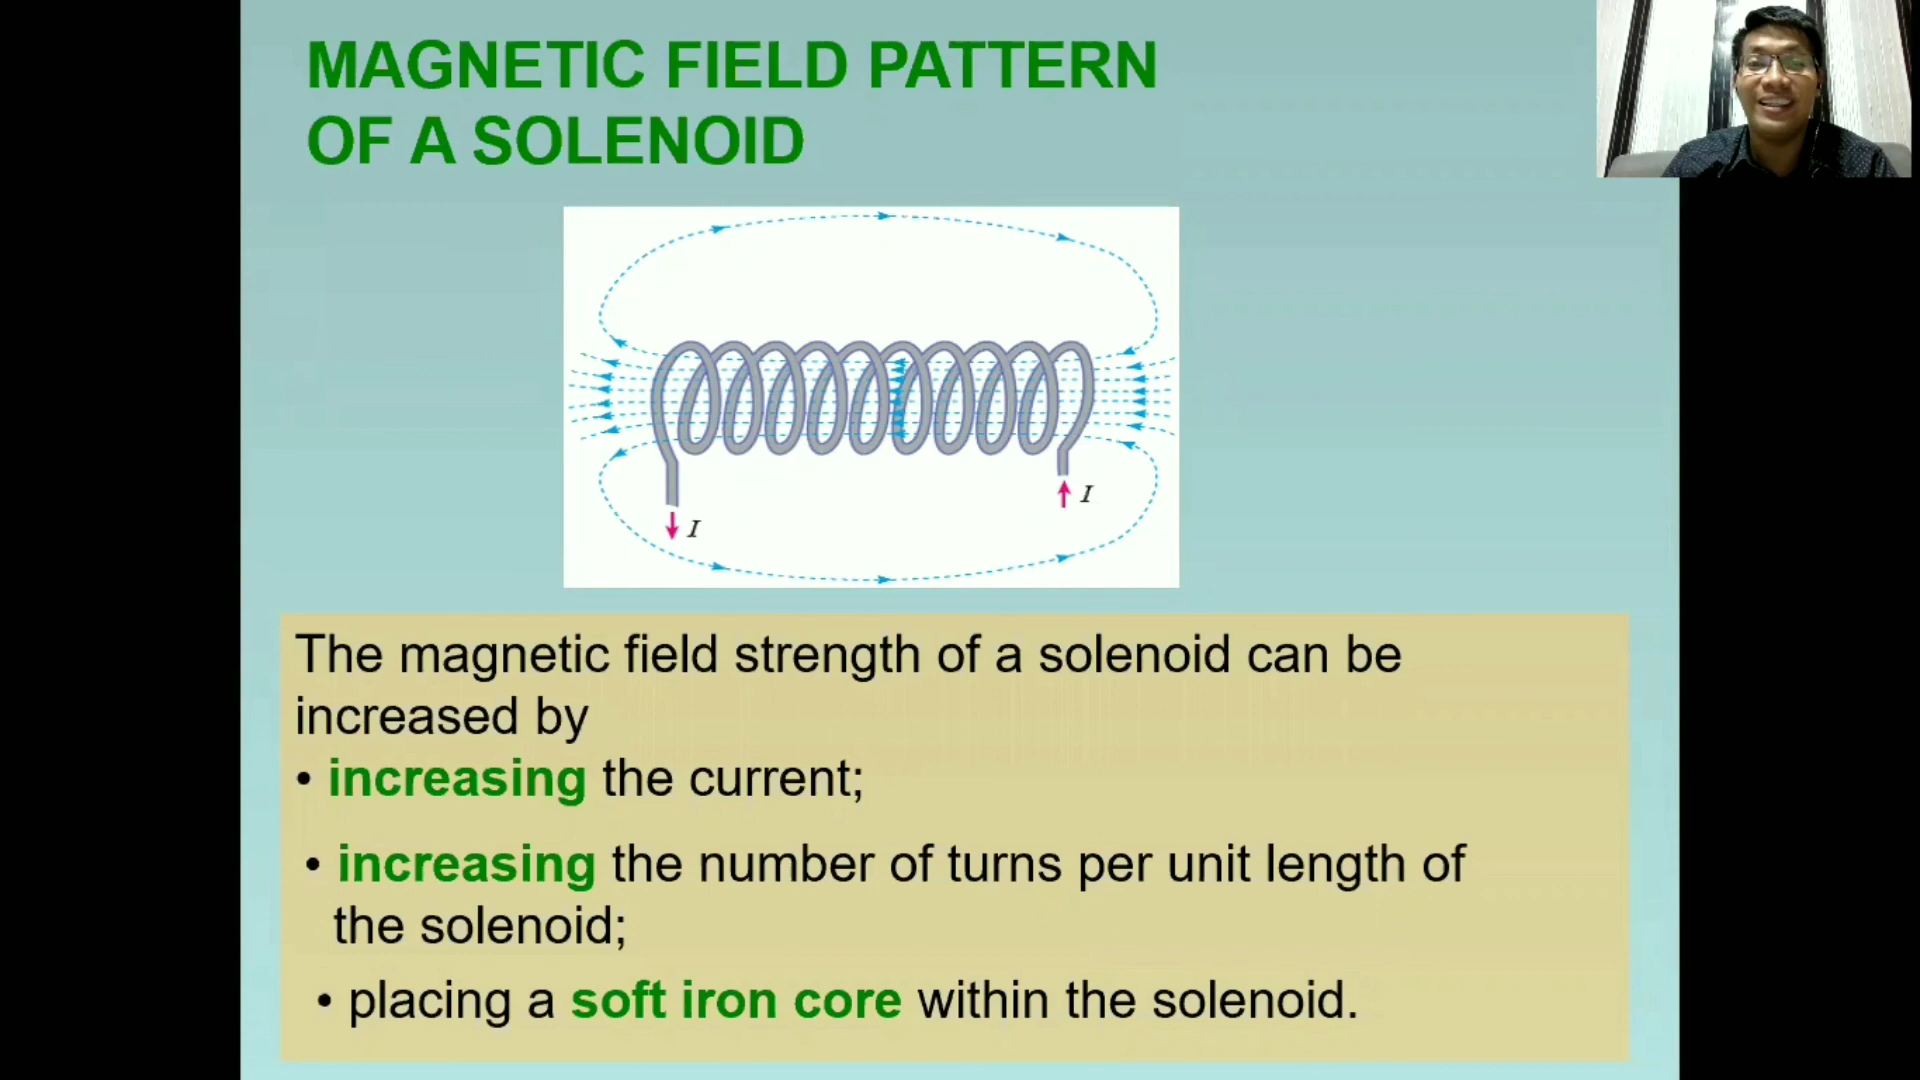 MAGNETIC FIELD PATTERN
OF A SOLENOID
I
I
The magnetic field strength of a solenoid can be
increased by
• increasing the current;
• increasing the number of turns per unit length of
the solenoid;
• placing a soft iron core within the solenoid.